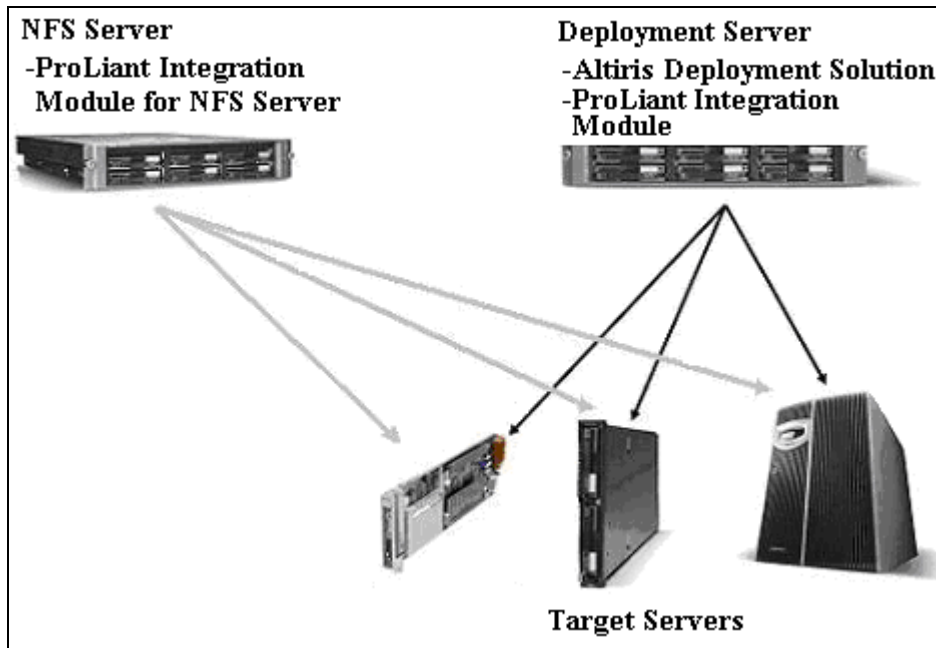 NFS Server
-ProLiant Integration
Module for NFS Server
Deployment Server
-Altiris Deployment Solution
-ProLiant Integration
Module
Target Servers